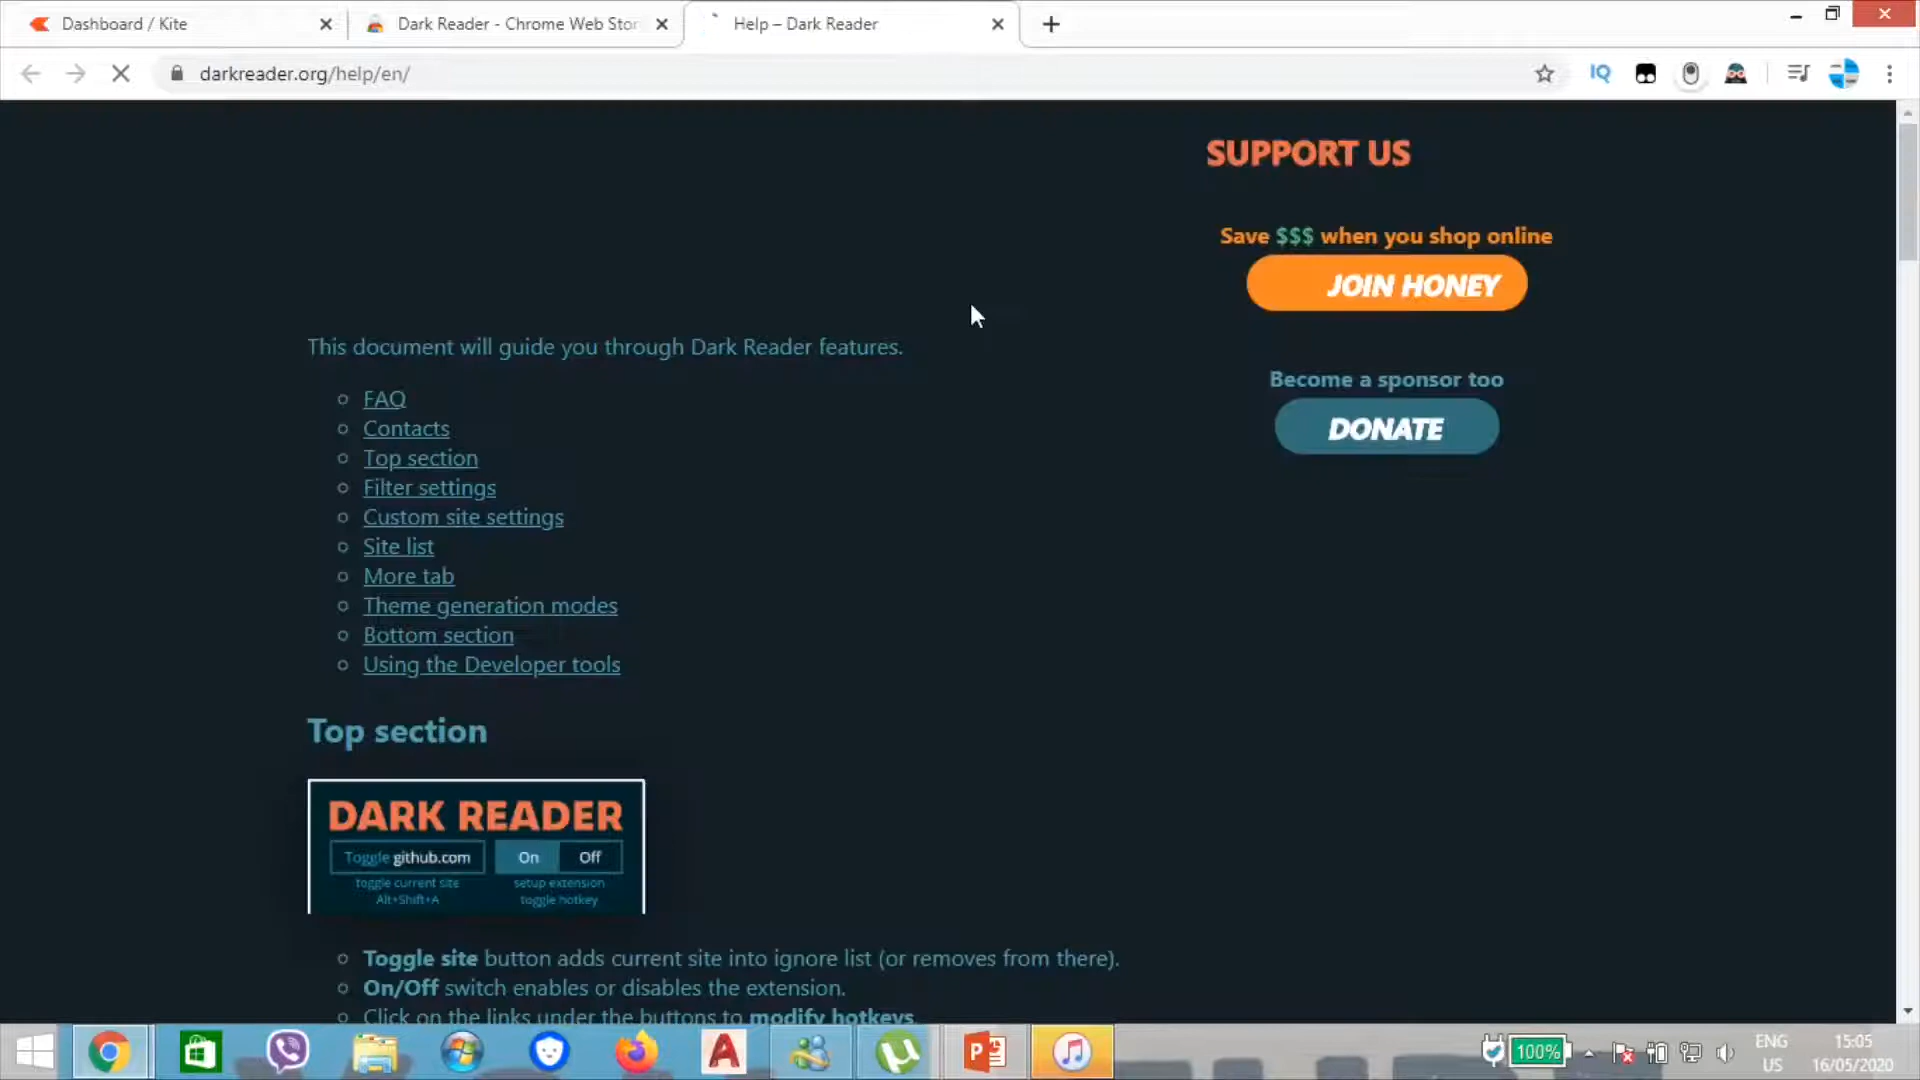 Dashboard / Kite
Dark Reader - Chrome Web Stor
Help – Dark Reader
darkreader.org/help/en/
IQ
SUPPORT US
Save $$$ when you shop online
JOIN HONEY
Become a sponsor too
DONATE
This document will guide you through Dark Reader features.
FAQ
Contacts
Top section
Filter settings
Custom site settings
Site list
More tab
Theme generation modes
Bottom section
Using the Developer tools
Top section
DARK READER
Toggle github.com
On Off
toggle current site
Alt+Shift+A
setup extension
toggle hotkey
Toggle site button adds current site into ignore list (or removes from there).
On/Off switch enables or disables the extension.
Click on the links under the buttons to modify hotkeys.
100%
ENG
US
15:05
16/05/2020